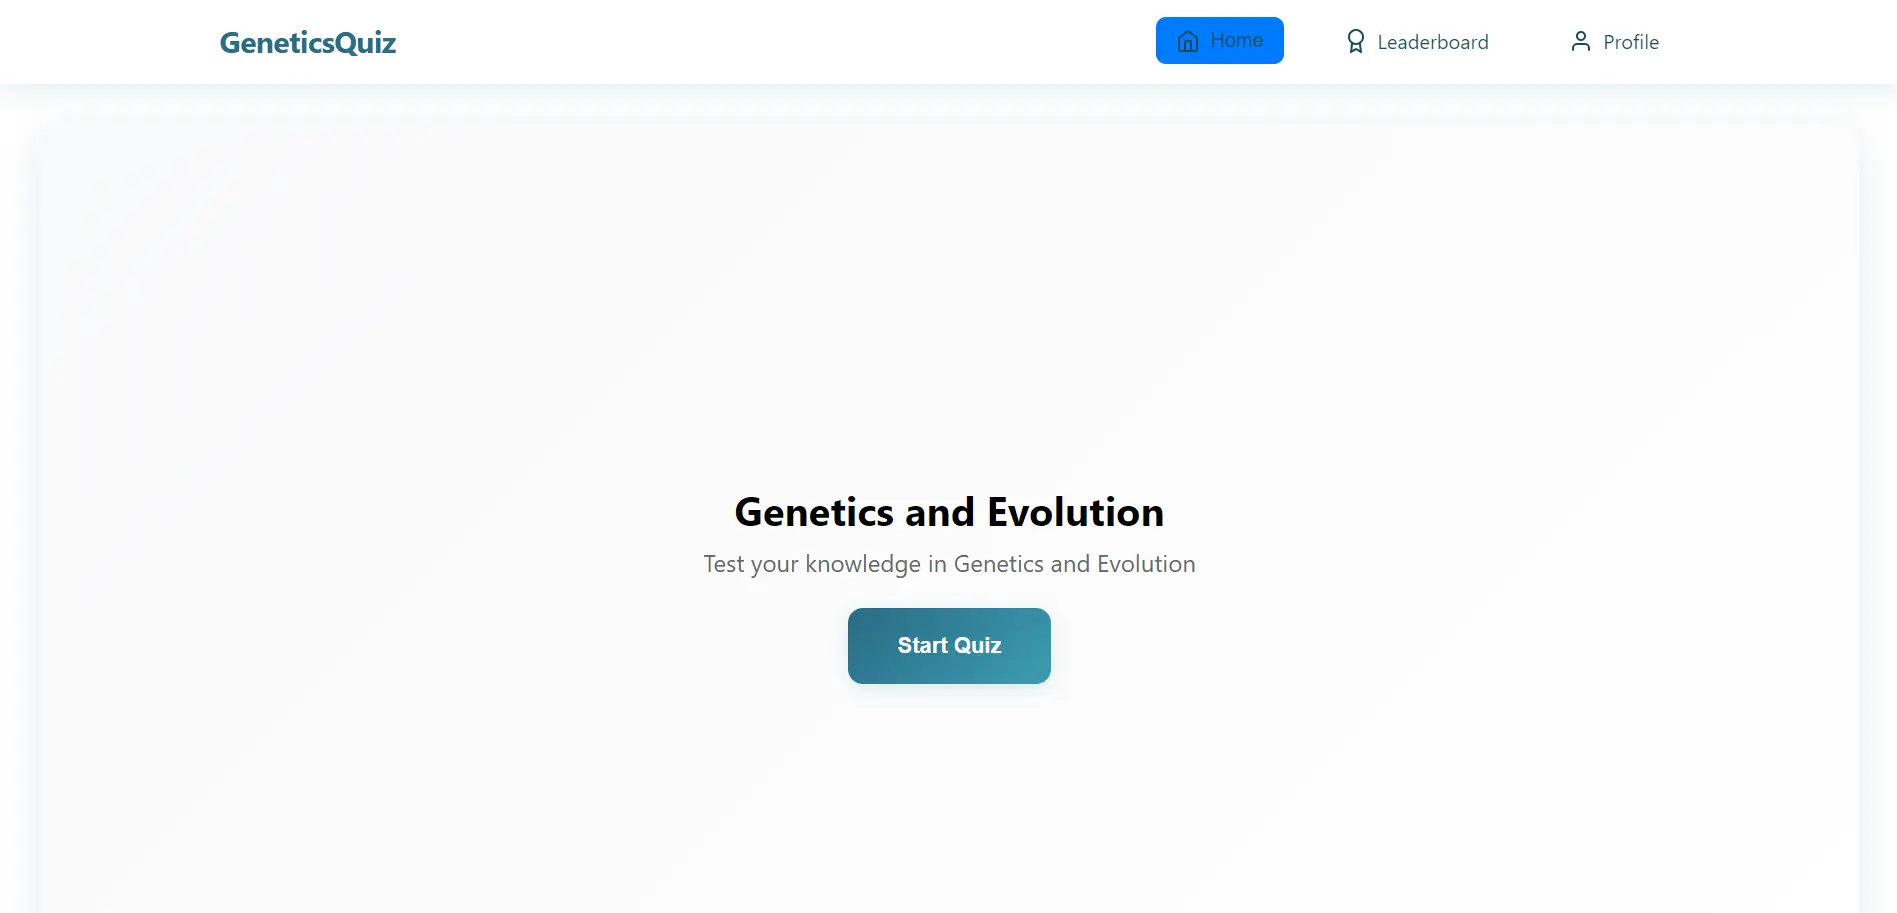 GeneticsQuiz
Home
Leaderboard
Profile
Genetics and Evolution
Test your knowledge in Genetics and Evolution
Start Quiz